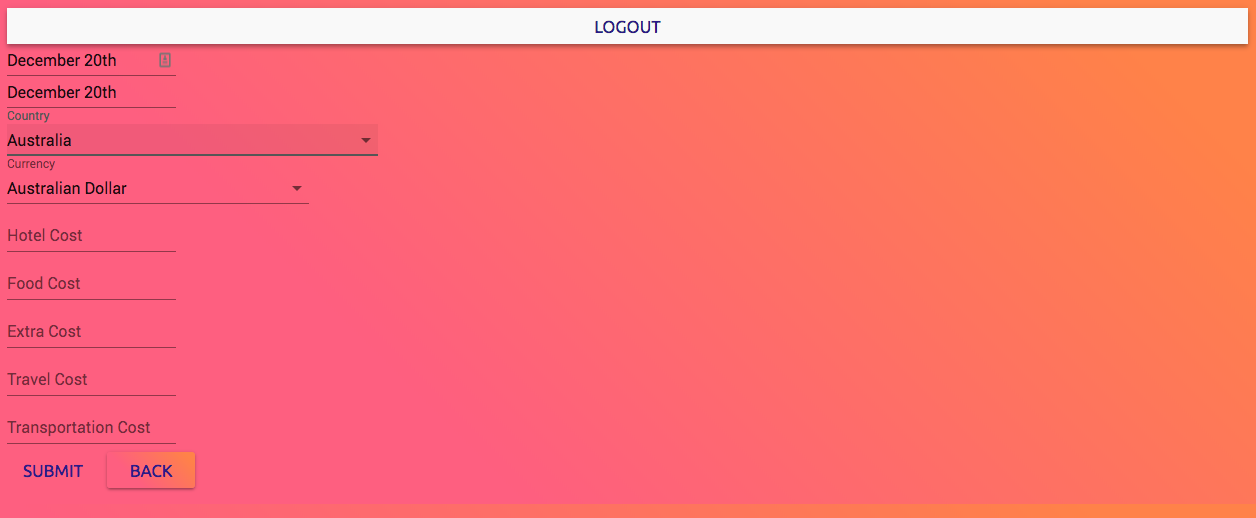 LOGOUT
December 20th
December 20th
Country
Australia
Currency
Australian Dollar
Hotel Cost
Food Cost
Extra Cost
Travel Cost
Transportation Cost
SUBMIT BACK